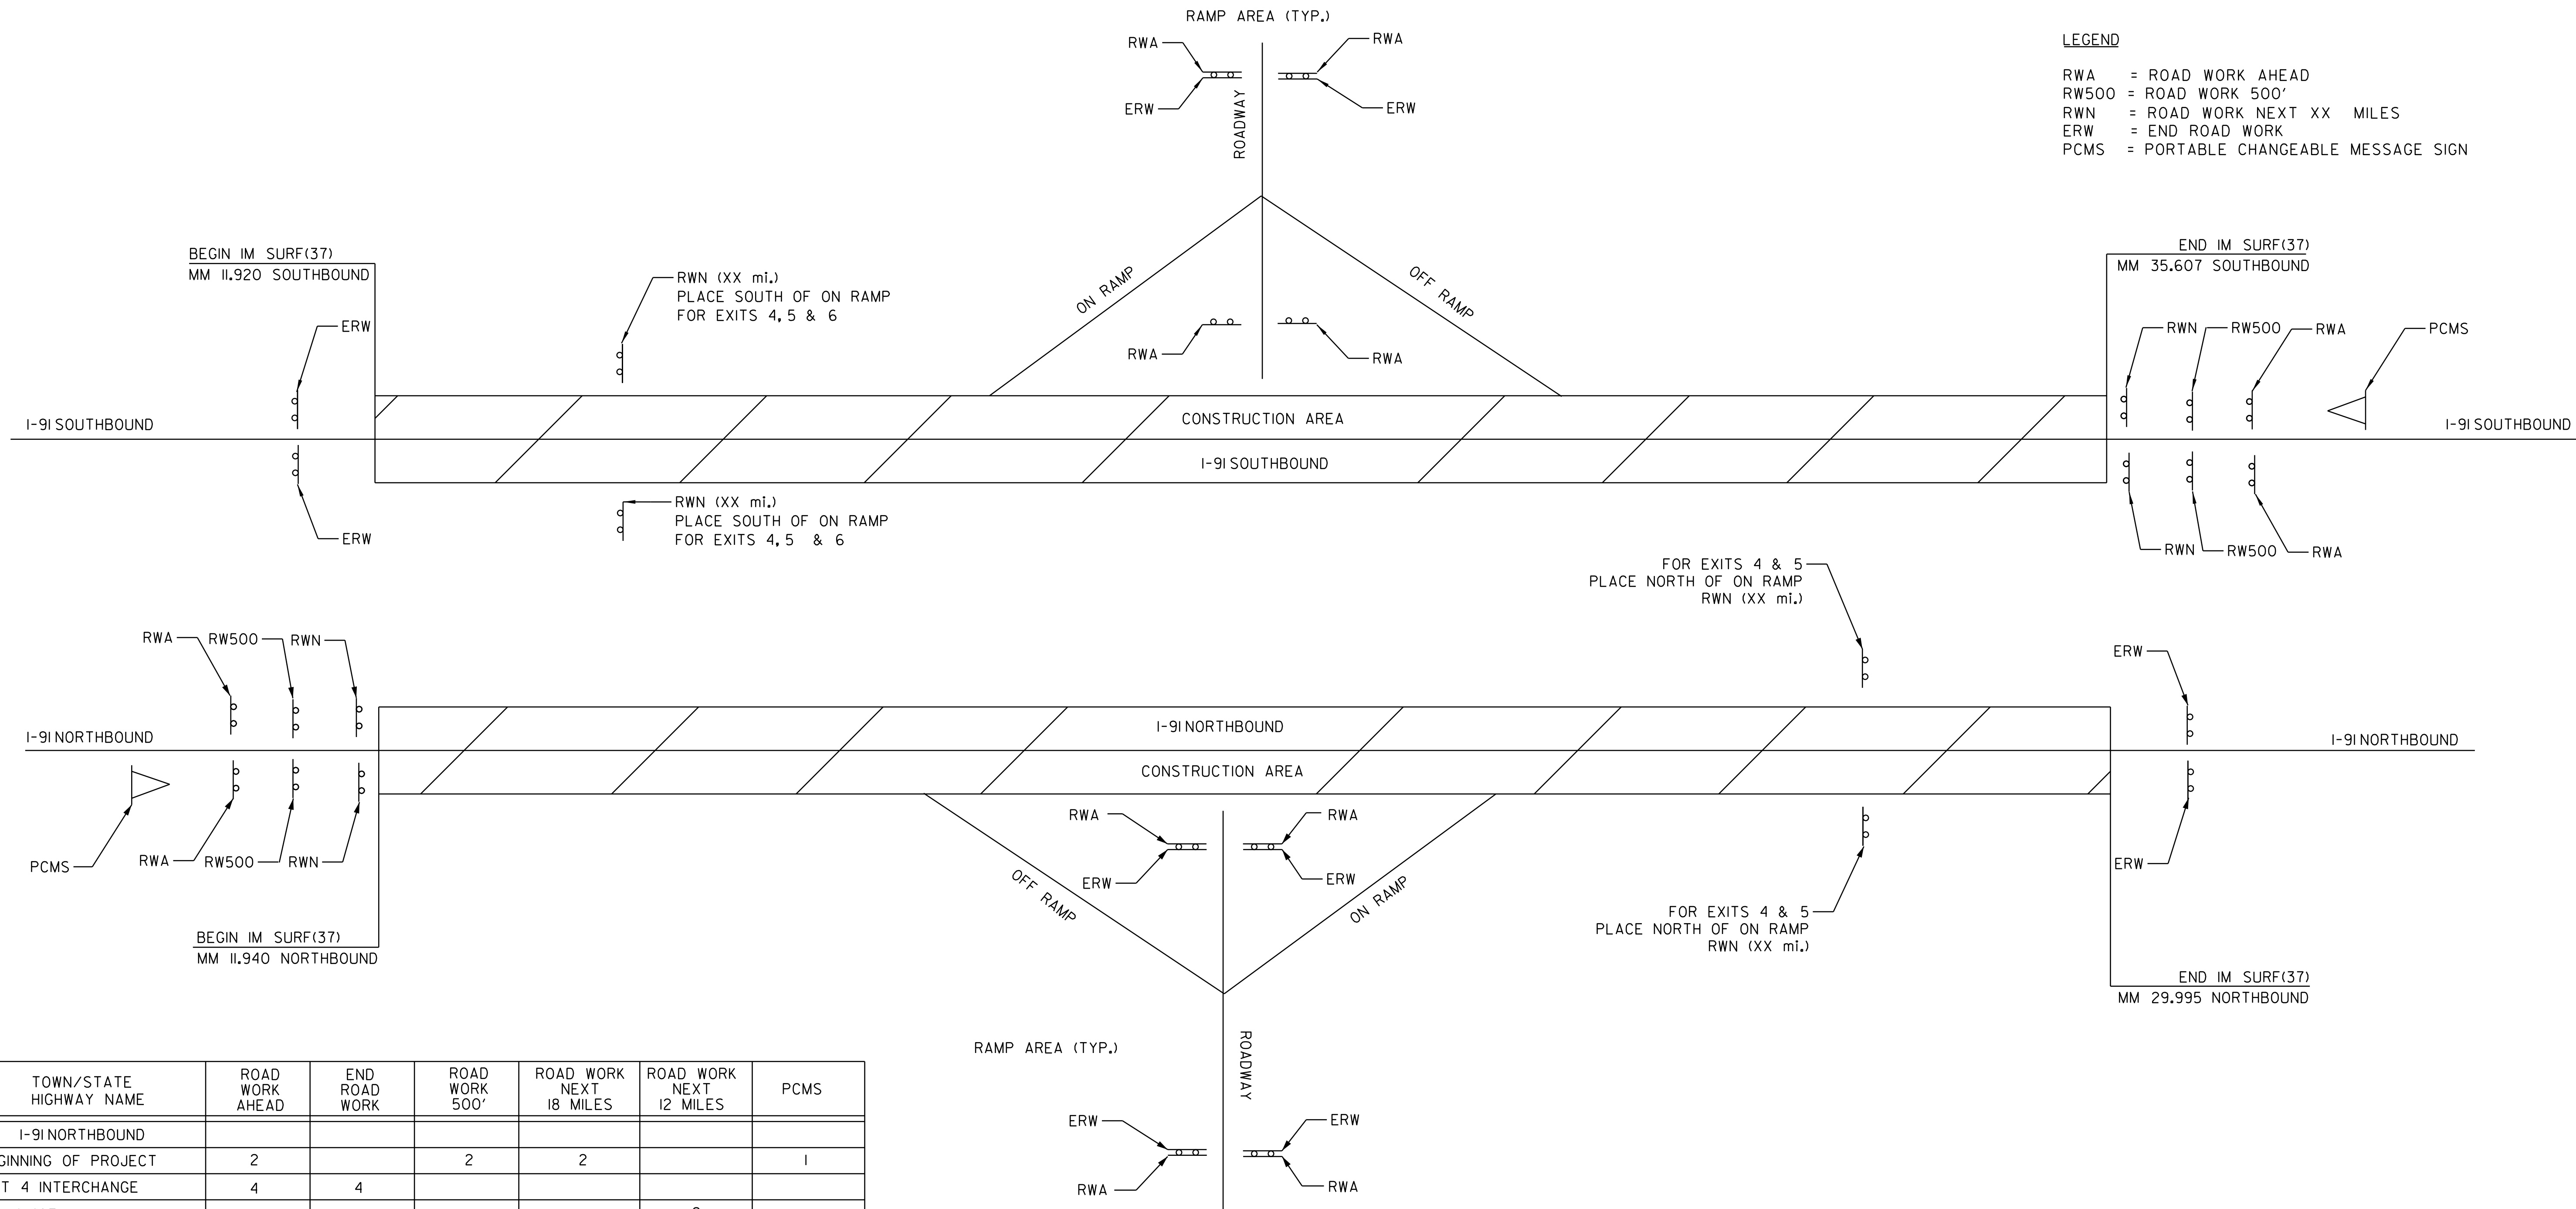 RAMP AREA (TYP.)
RWA
RWA
ERW
ERW
ROADWAY
LEGEND
RWA = ROAD WORK AHEAD
RW500 = ROAD WORK 500'
RWN = ROAD WORK NEXT XX MILES
ERW = END ROAD WORK
PCMS = PORTABLE CHANGEABLE MESSAGE SIGN
BEGIN IM SURF(37)
MM 11.920 SOUTHBOUND
ERW
RWN (XX mi.)
PLACE SOUTH OF ON RAMP
FOR EXITS 4,5 & 6
ON RAMP
OFF RAMP
RWA
RWA
END IM SURF(37)
MM 35.607 SOUTHBOUND
RWN
RW500
RWA
PCMS
I-91 SOUTHBOUND
CONSTRUCTION AREA
I-91 SOUTHBOUND
I-91 SOUTHBOUND
ERW
RWN (XX mi.)
PLACE SOUTH OF ON RAMP
FOR EXITS 4,5 & 6
RWN
RW500
RWA
FOR EXITS 4 & 5
PLACE NORTH OF ON RAMP
RWN (XX mi.)
RWA
RW500
RWN
ERW
I-91 NORTHBOUND
I-91 NORTHBOUND
CONSTRUCTION AREA
I-91 NORTHBOUND
PCMS
RWA
RW500
RWN
RWA
RWA
ERW
ERW
OFF RAMP
ON RAMP
ERW
FOR EXITS 4 & 5
PLACE NORTH OF ON RAMP
RWN (XX mi.)
BEGIN IM SURF(37)
MM 11.940 NORTHBOUND
END IM SURF(37)
MM 29.995 NORTHBOUND
RAMP AREA (TYP.)
ROADWAY
ERW
ERW
RWA
RWA
TOWN/STATE
HIGHWAY NAME
ROAD
WORK
AHEAD
END
ROAD
WORK
ROAD
WORK
500'
ROAD WORK
NEXT
18 MILES
ROAD WORK
NEXT
12 MILES
PCMS
I-91 NORTHBOUND
GINNING OF PROJECT 2 2 2 1
T 4 INTERCHANGE 4 4